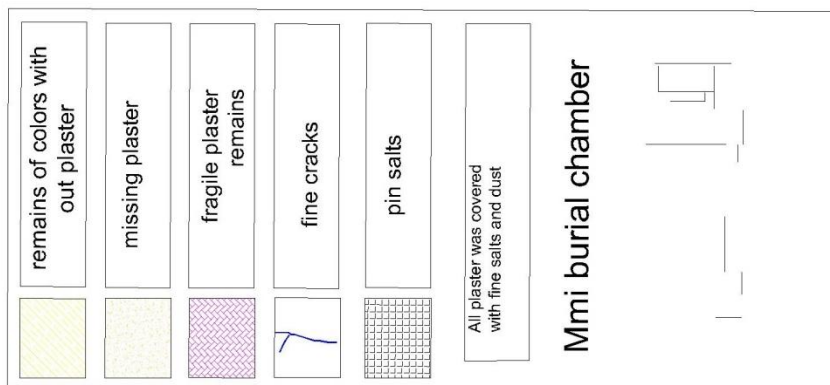 remains of colors with
out plaster
missing plaster
fragile plaster
remains
fine cracks
pin salts
All plaster was covered
with fine salts and dust
Mmi burial chamber